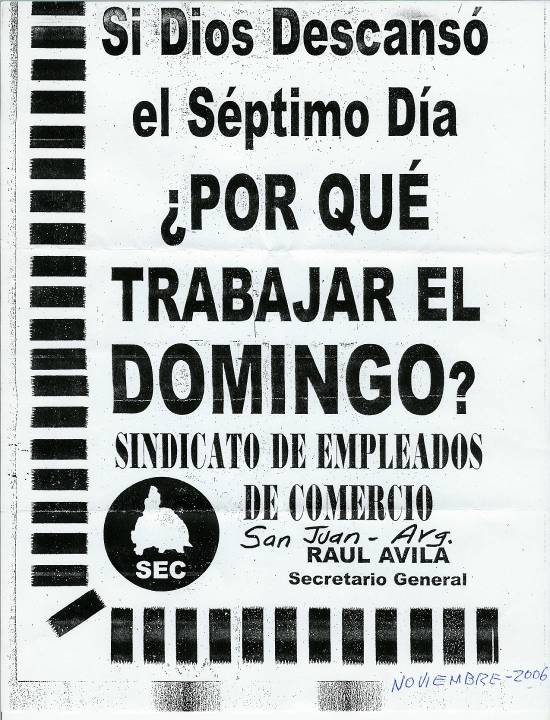 Si Dios Descansó
el Séptimo Día
¿POR QUÉ
TRABAJAR EL
DOMINGO?
SINDICATO DE EMPLEADOS
DE COMERCIO
San Juan - Arg.
RAUL AVILA
SEC
Secretario General
NOVIEMBRE-2006